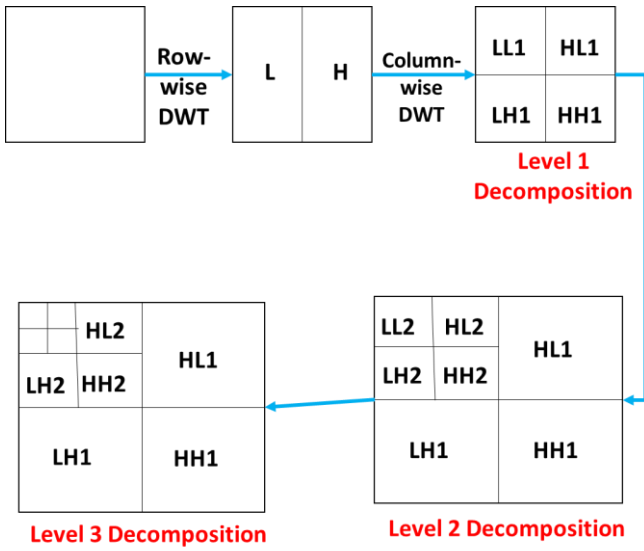 Row-
wise
DWT
L H
Column-
wise
DWT
LL1 HL1
LH1 HH1
Level 1
Decomposition
HL2
LH2 HH2
HL1
LH1 HH1
Level 3 Decomposition
LL2 HL2
LH2 HH2
HL1
LH1 HH1
Level 2 Decomposition